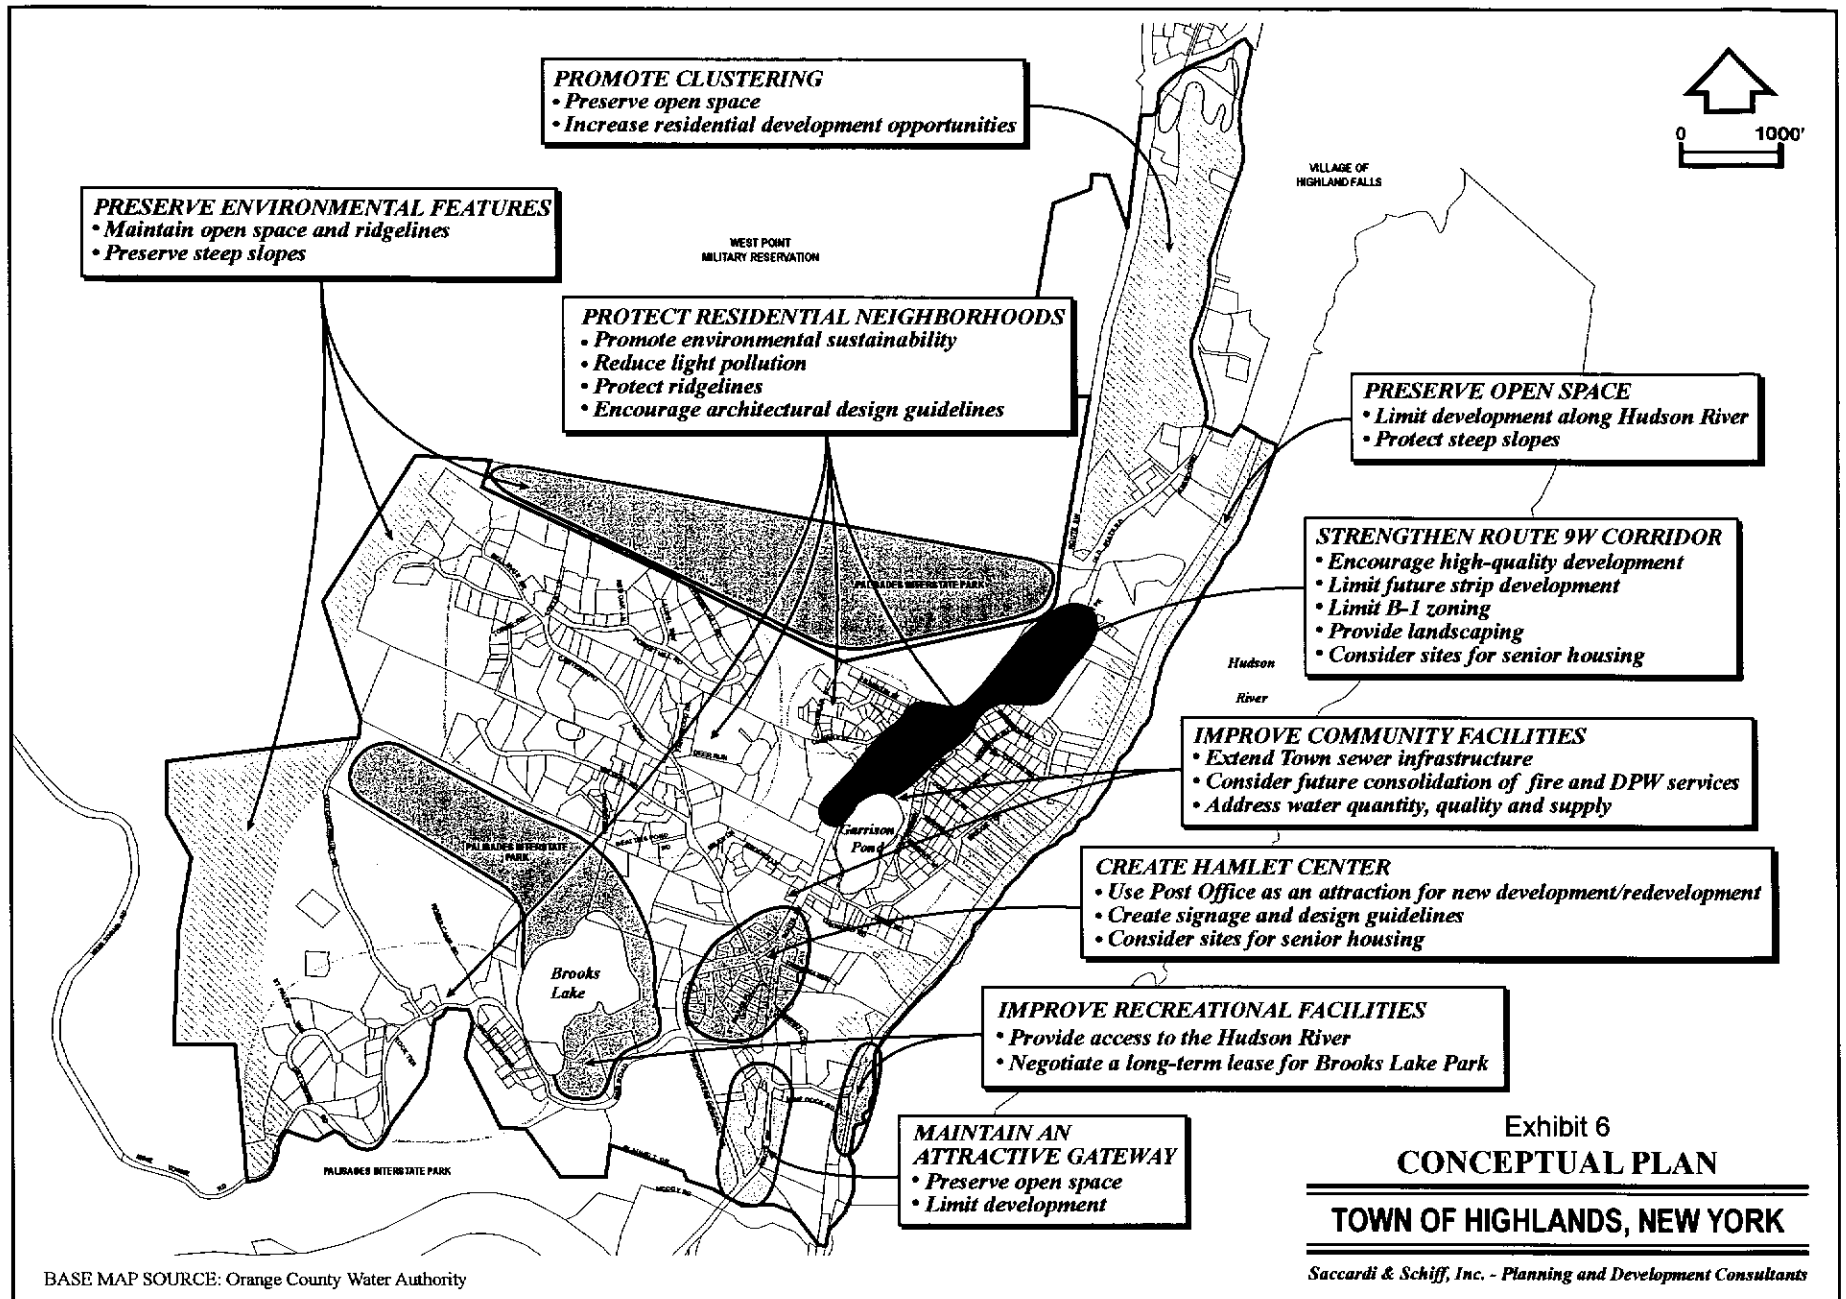 PROMOTE CLUSTERING
• Preserve open space
• Increase residential development opportunities
0 1000'
VILLAGE OF
HIGHLAND FALLS
PRESERVE ENVIRONMENTAL FEATURES
• Maintain open space and ridgelines
• Preserve steep slopes
WEST POINT
MILITARY RESERVATION
PROTECT RESIDENTIAL NEIGHBORHOODS
• Promote environmental sustainability
• Reduce light pollution
• Protect ridgelines
• Encourage architectural design guidelines
PRESERVE OPEN SPACE
• Limit development along Hudson River
• Protect steep slopes
STRENGTHEN ROUTE 9W CORRIDOR
• Encourage high-quality development
• Limit future strip development
• Limit B-1 zoning
• Provide landscaping
• Consider sites for senior housing
PALISADES INTERSTATE PARK
Hudson
River
IMPROVE COMMUNITY FACILITIES
• Extend Town sewer infrastructure
• Consider future consolidation of fire and DPW services
• Address water quantity, quality and supply
Garrison
Pond
PALISADES INTERSTATE
PARK
CREATE HAMLET CENTER
• Use Post Office as an attraction for new development/redevelopment
• Create signage and design guidelines
• Consider sites for senior housing
Brooks
Lake
IMPROVE RECREATIONAL FACILITIES
• Provide access to the Hudson River
• Negotiate a long-term lease for Brooks Lake Park
MAINTAIN AN
ATTRACTIVE GATEWAY
• Preserve open space
• Limit development
PALISADES INTERSTATE PARK
Exhibit 6
CONCEPTUAL PLAN
TOWN OF HIGHLANDS, NEW YORK
Saccardi & Schiff, Inc. - Planning and Development Consultants
BASE MAP SOURCE: Orange County Water Authority